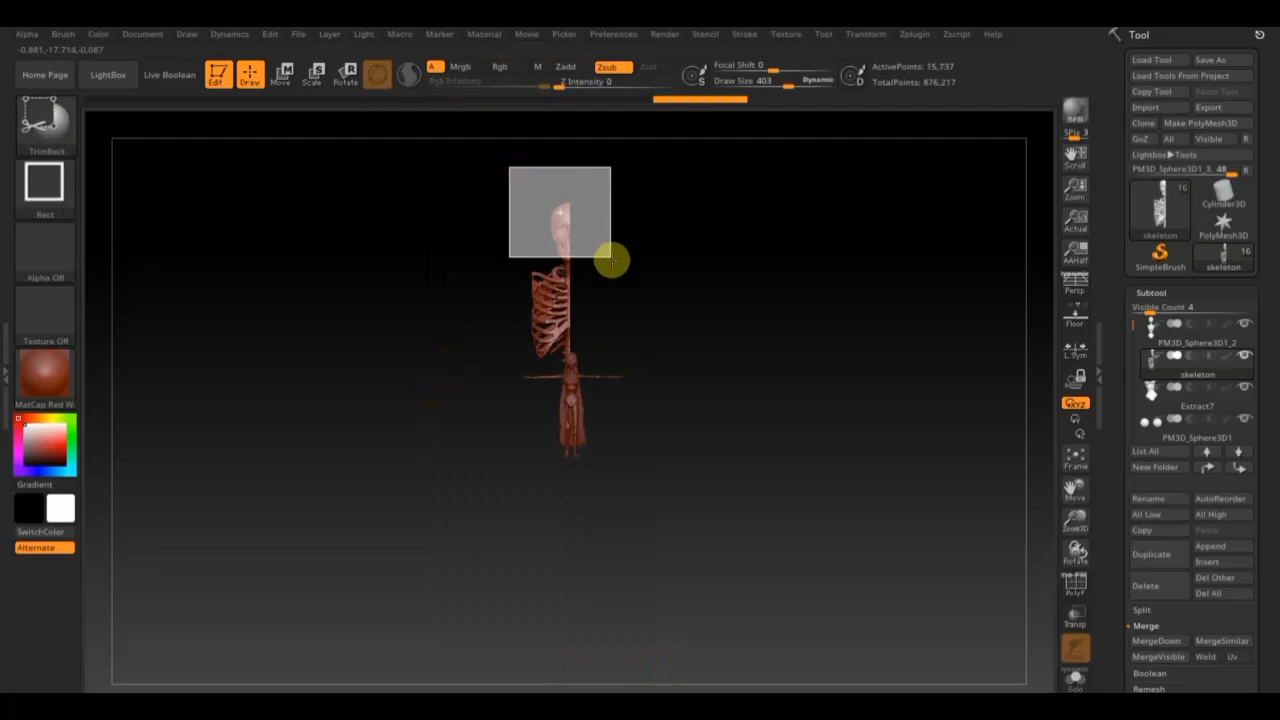 Alpha Brush Color Document Draw Dynamics Edit File Layer Light Macro Marker Material Movie Picker Preferences Render Stencil Stroke Texture Tool Transform Zplugin Zscript Help
-0.881,-17.714,-0.087
Home Page LightBox Live Boolean Edit Draw Move Scale Rotate
A Mrgb Rgb M Zadd Zsub Zcut
Rgb Intensity Z Intensity 0
Focal Shift 0
Draw Size 403 Dynamic
S D
ActivePoints: 15,737
TotalPoints: 876,217
TrimRect
Rect
Alpha Off
Texture Off
MatCap Red W
Gradient
SwitchColor
Alternate
BPR
SPix 3
Scroll
Zoom
Actual
AAHalf
Dynamic
Persp
Floor
L.Sym
XYZ
Frame
Move
Zoom3D
Rotate
PolyF
Transp
Dynamic
Solo
Tool
Load Tool Save As
Load Tools From Project
Copy Tool Paste Tool
Import Export
Clone Make PolyMesh3D
GoZ All Visible R
Lightbox▶Tools
PM3D_Sphere3D1_3. 48 R
16
Cylinder3D
skeleton PolyMesh3D
16
SimpleBrush skeleton
Subtool
Visible Count 4
PM3D_Sphere3D1_2
skeleton
Extract7
PM3D_Sphere3D1
List All
New Folder
Rename AutoReorder
All Low All High
Copy Paste
Duplicate Append
Insert
Delete Del Other
Del All
Split
Merge
MergeDown MergeSimilar
MergeVisible Weld Uv
Boolean
Remesh